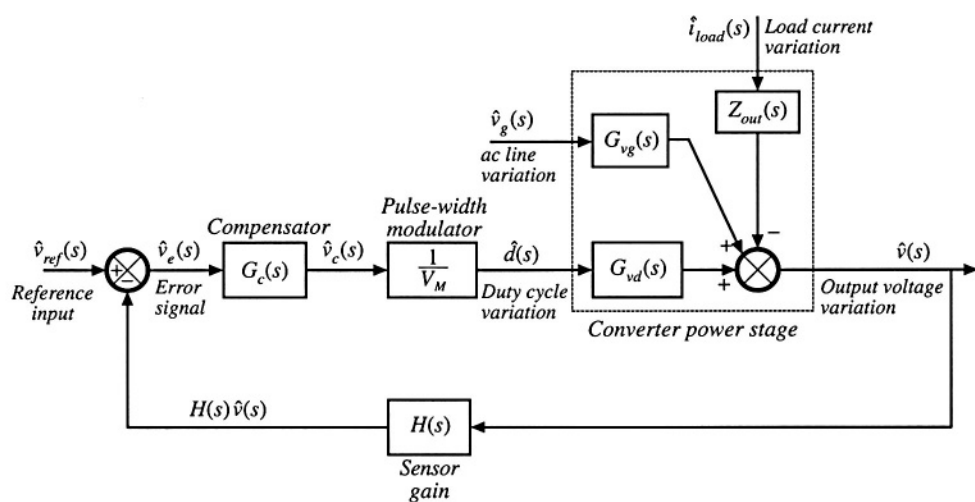 î_load(s)
Load current
variation
Z_out(s)
v̂_g(s)
ac line
variation
G_vg(s)
v̂_ref(s)
Reference
input
+
−
v̂_e(s)
Error
signal
Compensator
G_c(s)
v̂_c(s)
Pulse-width
modulator
1
V_M
d̂(s)
Duty cycle
variation
G_vd(s)
+
−
+
v̂(s)
Output voltage
variation
Converter power stage
H(s) v̂(s)
H(s)
Sensor
gain